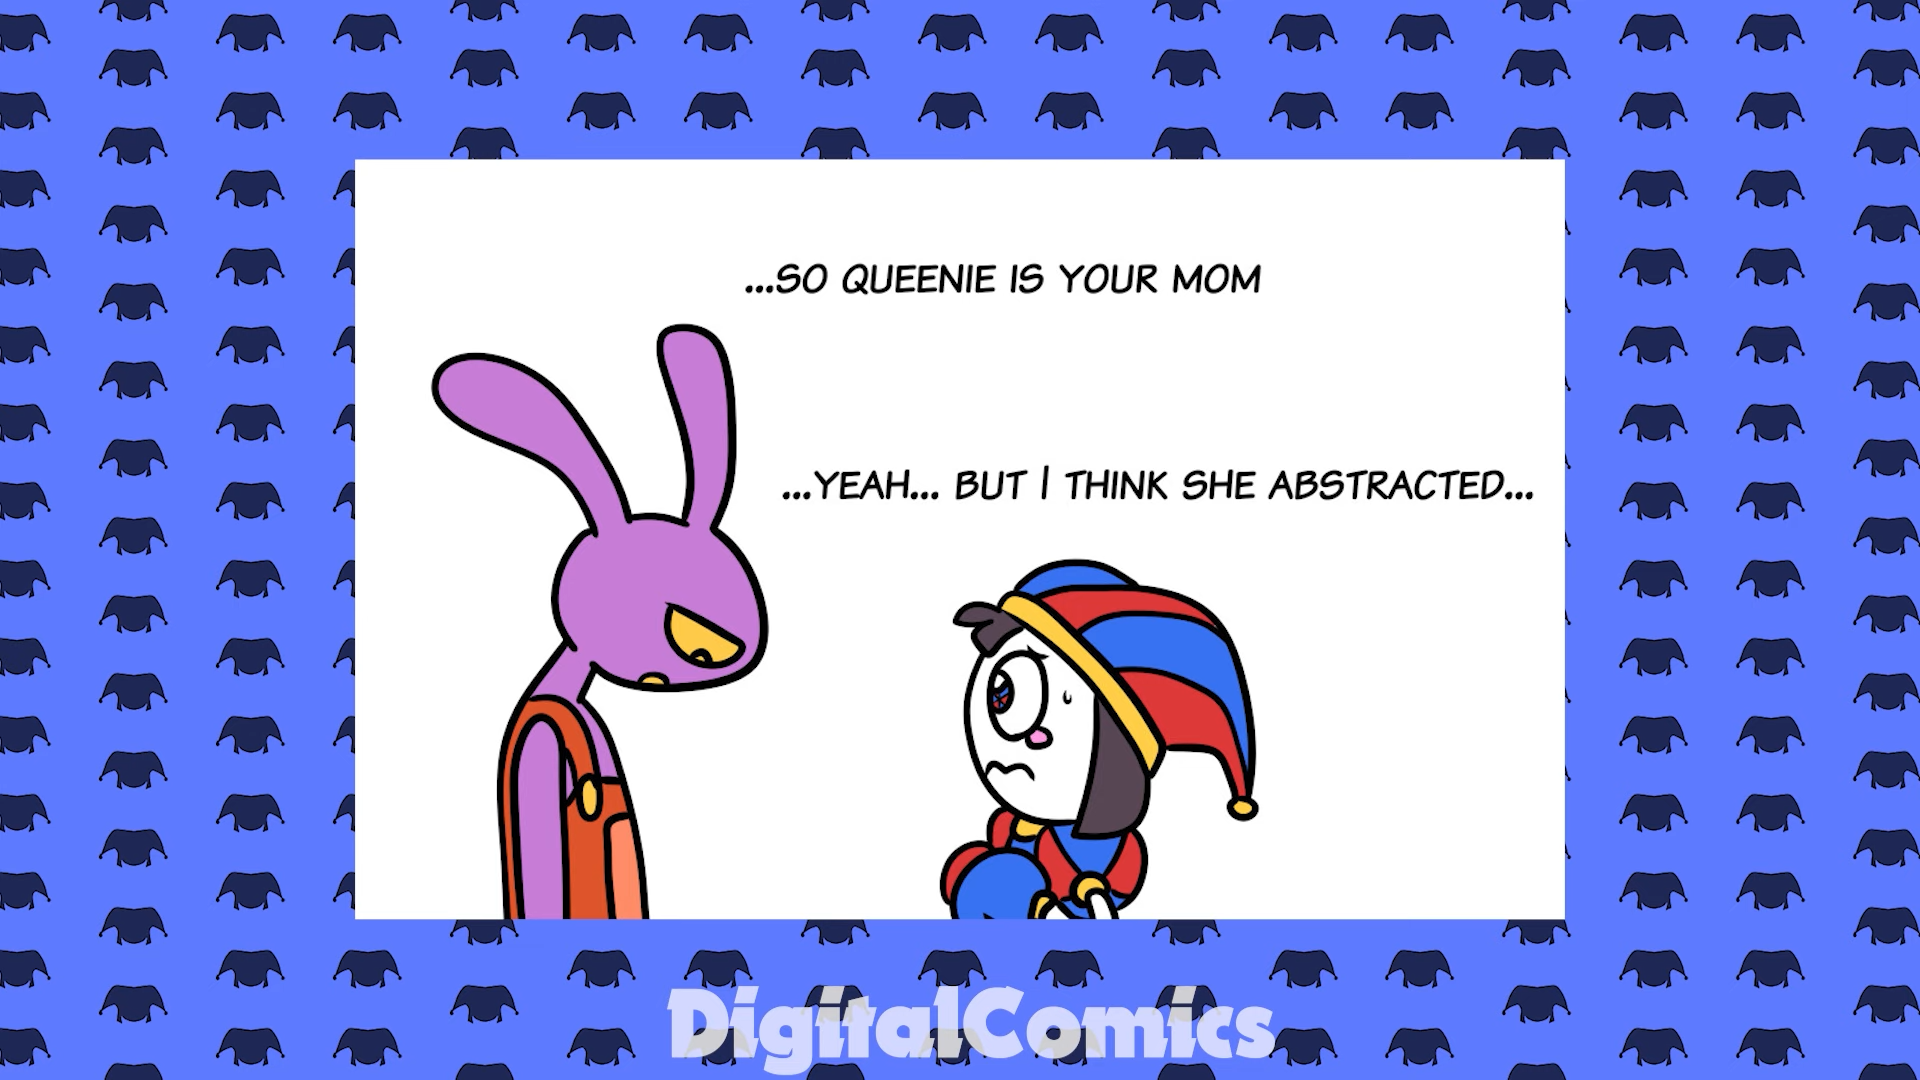 ...SO QUEENIE IS YOUR MOM
...YEAH... BUT I THINK SHE ABSTRACTED...
DigitalComics